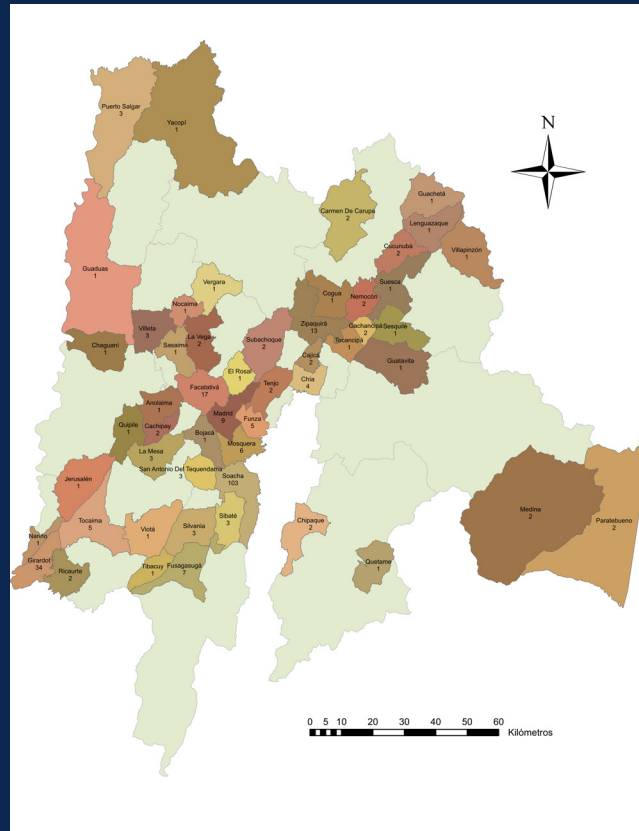 Puerto Salgar
3
Yacopí
1
N
Carmen De Carupa
2
Guachetá
1
Lenguazaque
1
Cucunubá
2
Villapinzón
1
Guaduas
1
Vergara
1
Suesca
1
Cogua
1
Nemocón
2
Nocaima
1
Villeta
3
La Vega
2
Zipaquirá
13
Gachancipá
2
Sesquilé
1
Subachoque
2
Tocancipá
1
Chaguaní
1
Sasaima
1
Cajicá
2
Guatavita
1
El Rosal
1
Chía
4
Tenjo
2
Facatativá
17
Anolaima
1
Madrid
9
Funza
5
Quipile
1
Cachipay
2
Bojacá
1
Mosquera
6
La Mesa
3
San Antonio Del Tequendama
3
Soacha
103
Jerusalén
1
Sibaté
3
Medina
2
Paratebueno
2
Tocaima
5
Viotá
1
Silvania
3
Chipaque
2
Nariño
1
Girardot
34
Ricaurte
2
Tibacuy
1
Fusagasugá
7
Quetame
1
0 5 10 20 30 40 50 60
Kilómetros